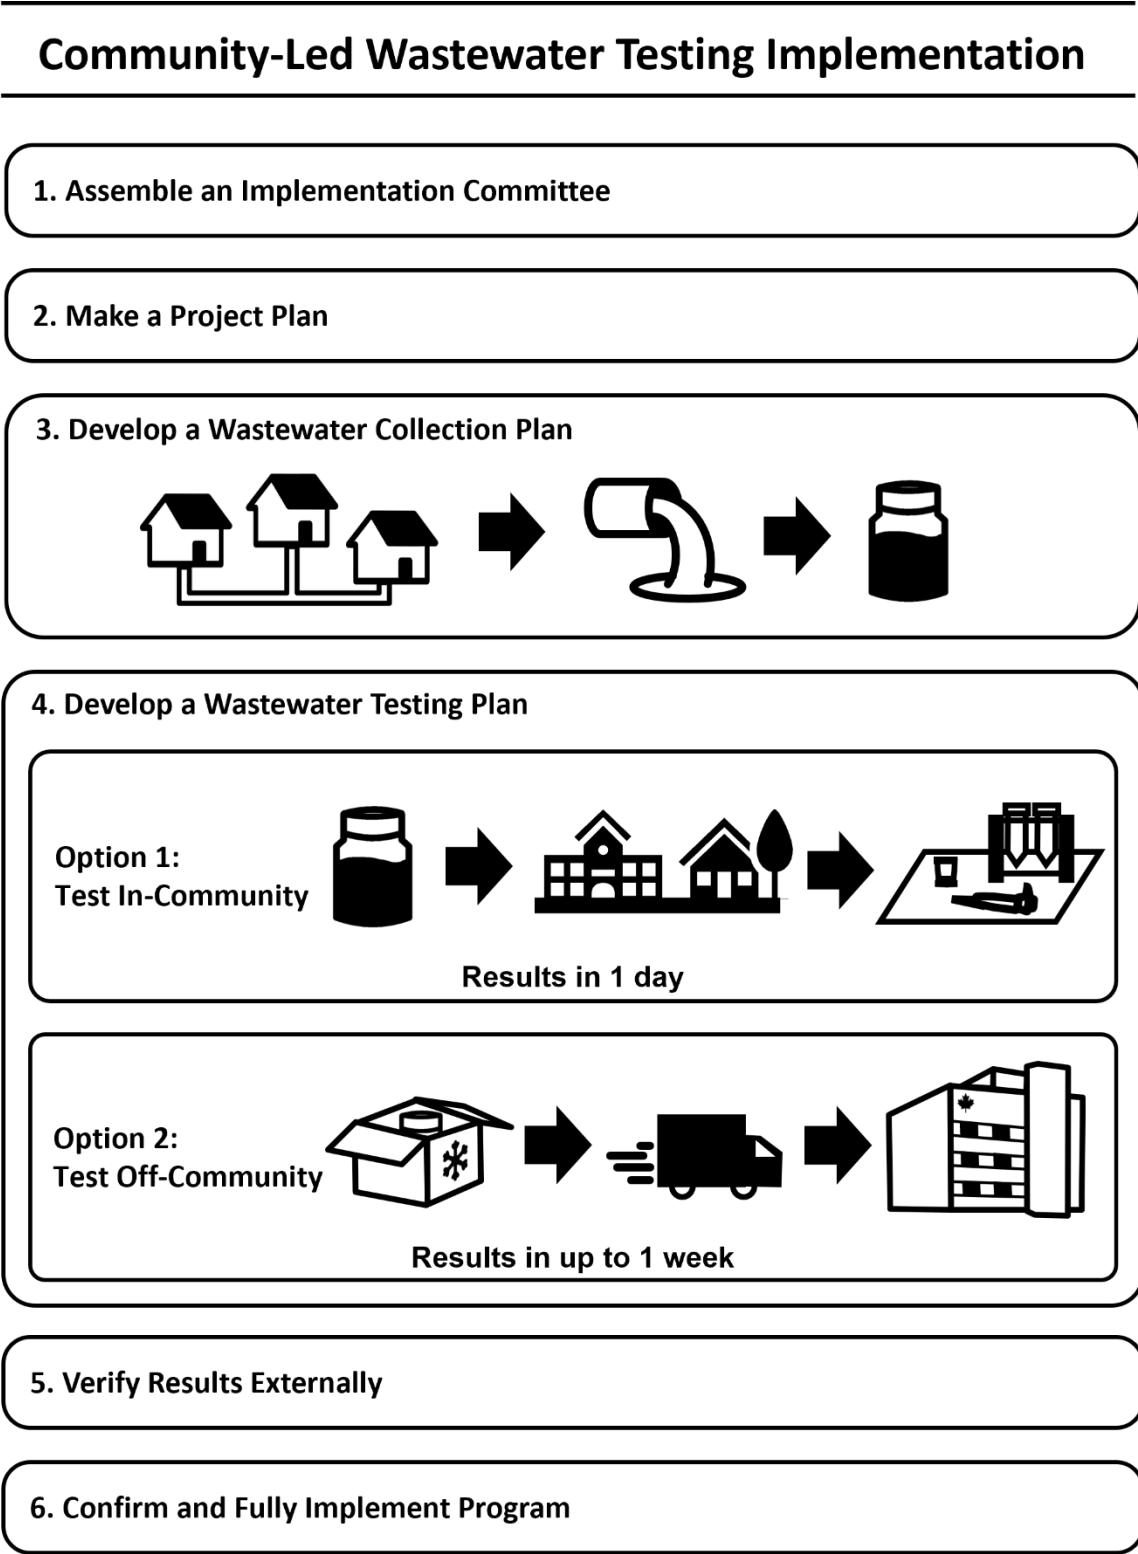 Community-Led Wastewater Testing Implementation
1. Assemble an Implementation Committee
2. Make a Project Plan
3. Develop a Wastewater Collection Plan
4. Develop a Wastewater Testing Plan
Option 1:
Test In-Community
Results in 1 day
Option 2:
Test Off-Community
Results in up to 1 week
5. Verify Results Externally
6. Confirm and Fully Implement Program